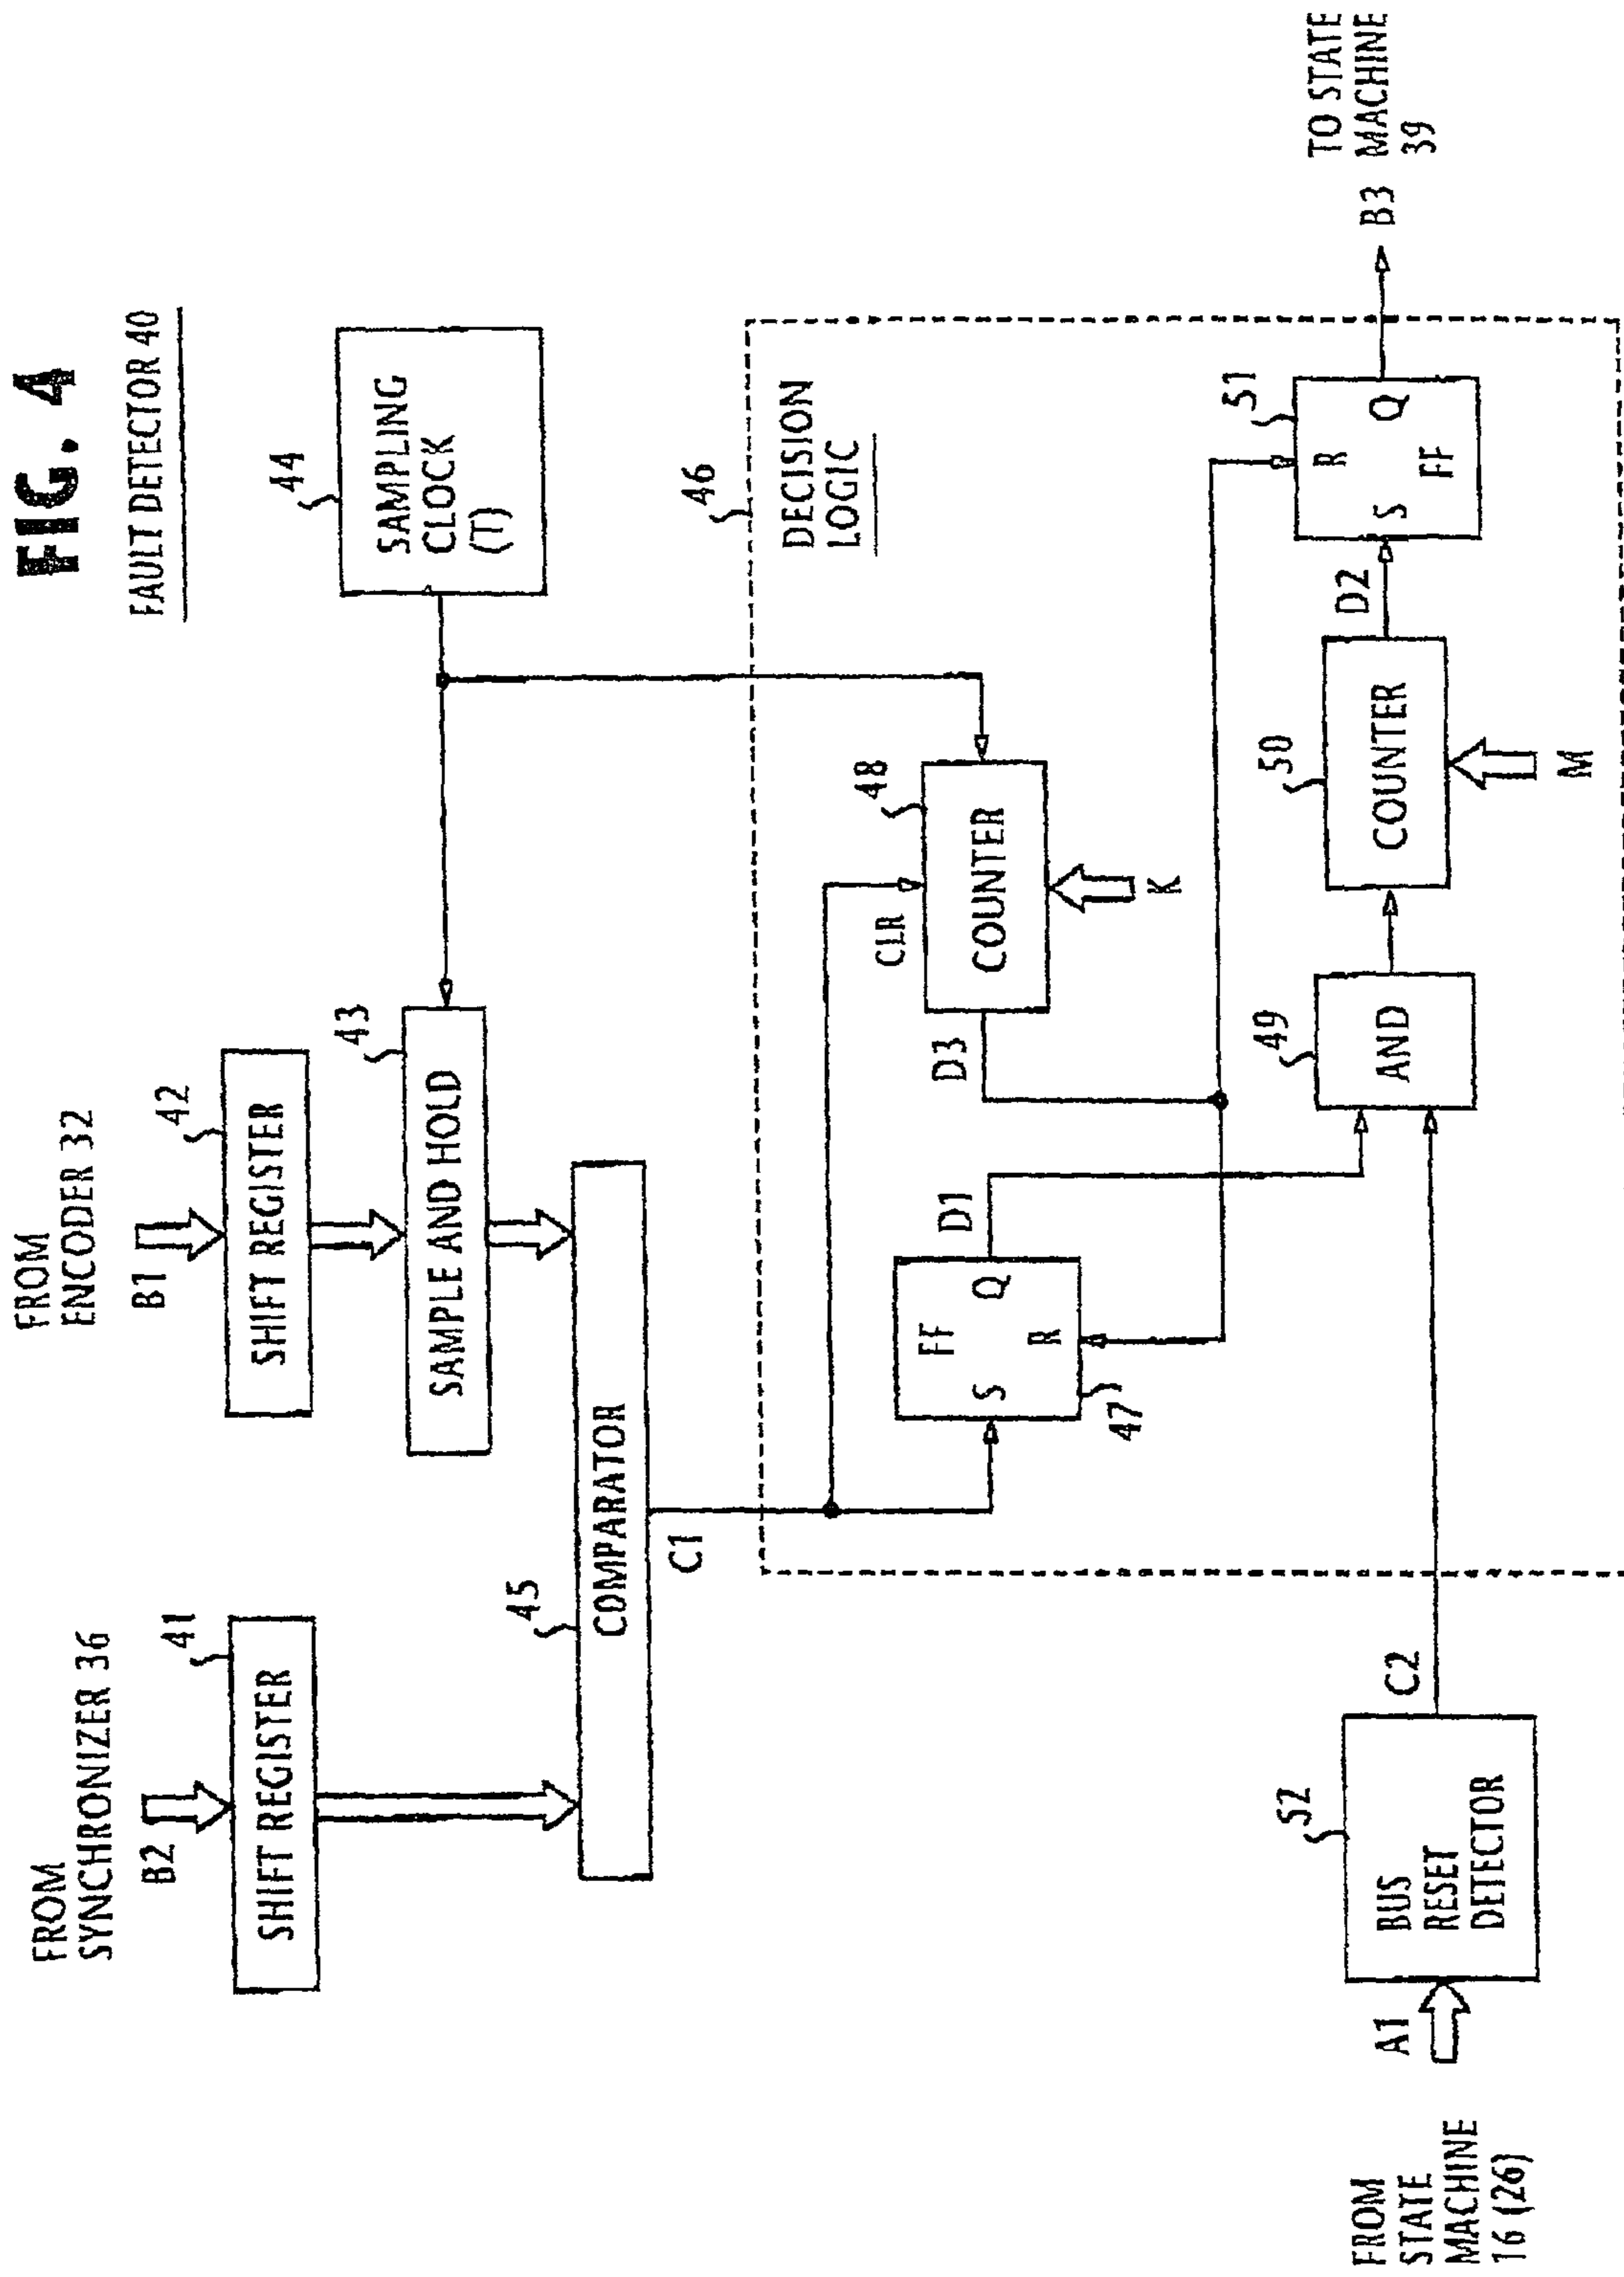 FIG. 4
FAULT DETECTOR 40
FROM
SYNCHRONIZER 36
B2
41
SHIFT REGISTER
FROM
ENCODER 32
B1
42
SHIFT REGISTER
43
SAMPLE AND HOLD
44
SAMPLING
CLOCK
(T)
45
COMPARATOR
C1
46
DECISION
LOGIC
47
FF
S
Q
R
D1
48
CLR
COUNTER
K
D3
49
AND
50
COUNTER
M
D2
51
R
S
Q
FF
B3
TO STATE
MACHINE
39
52
BUS
RESET
DETECTOR
C2
A1
FROM
STATE
MACHINE
16 (26)